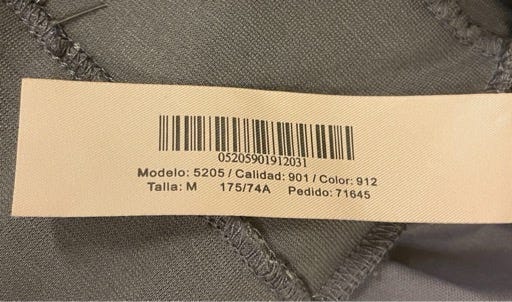 05205901912031
Modelo: 5205 / Calidad: 901 / Color: 912
Talla: M 175/74A Pedido: 71645